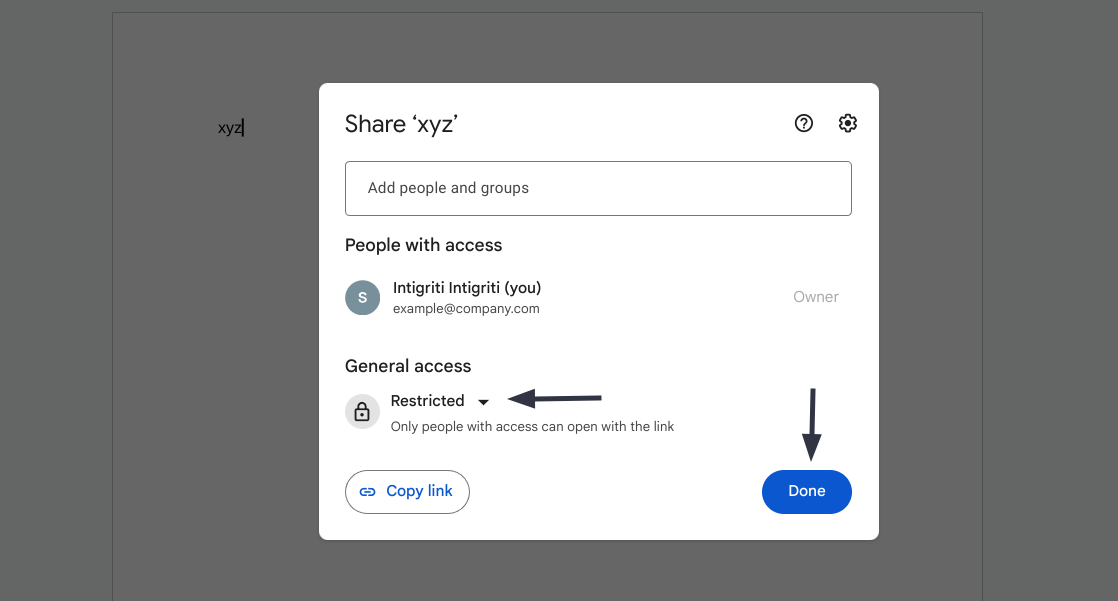 xyz
Share ‘xyz’
Add people and groups
People with access
S
Intigriti Intigriti (you)
example@company.com
Owner
General access
Restricted
Only people with access can open with the link
Copy link
Done